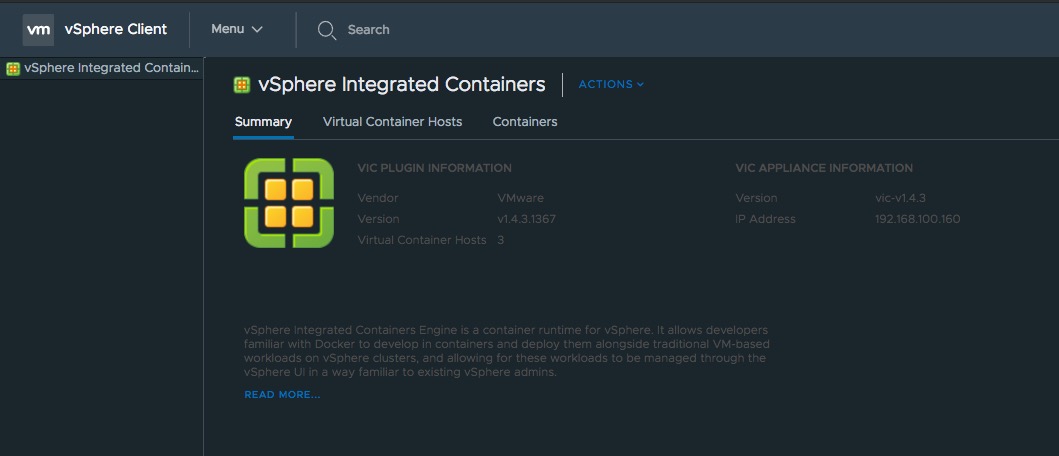 vm vSphere Client Menu Search
vSphere Integrated Contain...
vSphere Integrated Containers ACTIONS
Summary Virtual Container Hosts Containers
VIC PLUGIN INFORMATION
Vendor VMware
Version v1.4.3.1367
Virtual Container Hosts 3
VIC APPLIANCE INFORMATION
Version vic-v1.4.3
IP Address 192.168.100.160
vSphere Integrated Containers Engine is a container runtime for vSphere. It allows developers
familiar with Docker to develop in containers and deploy them alongside traditional VM-based
workloads on vSphere clusters, and allowing for these workloads to be managed through the
vSphere UI in a way familiar to existing vSphere admins.
READ MORE...